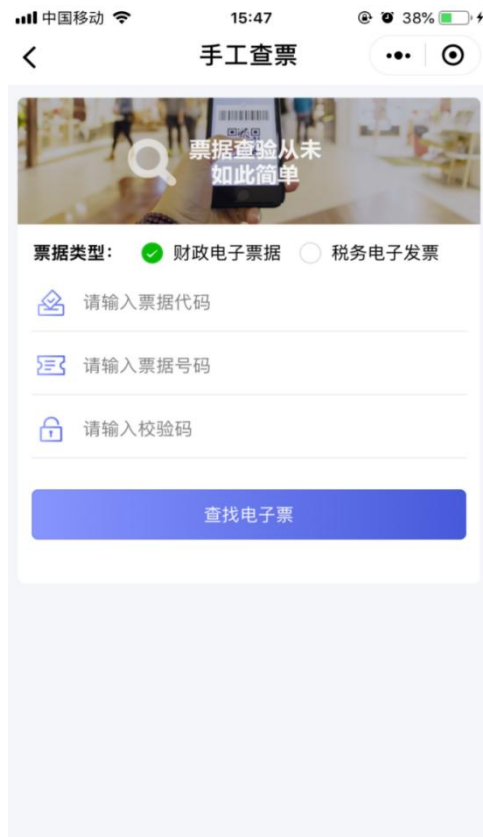 中国移动 15:47 38%
手工查票
票据查验从未
如此简单
票据类型： 财政电子票据 税务电子发票
请输入票据代码
请输入票据号码
请输入校验码
查找电子票